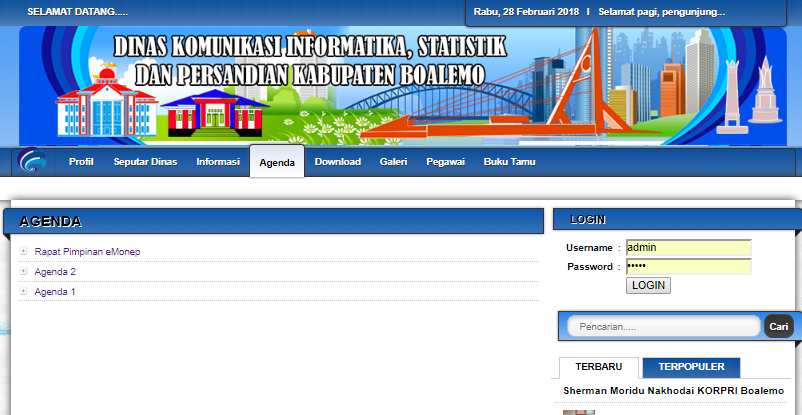 SELAMAT DATANG.....
Rabu, 28 Februari 2018 I Selamat pagi, pengunjung...
DINAS KOMUNIKASI INFORMATIKA, STATISTIK
DAN PERSANDIAN KABUPATEN BOALEMO
Profil Seputar Dinas Informasi Agenda Download Galeri Pegawai Buku Tamu
AGENDA
Rapat Pimpinan eMonep
Agenda 2
Agenda 1
LOGIN
Username : admin
Password : •••••
LOGIN
Pencarian..... Cari
TERBARU TERPOPULER
Sherman Moridu Nakhodai KORPRI Boalemo